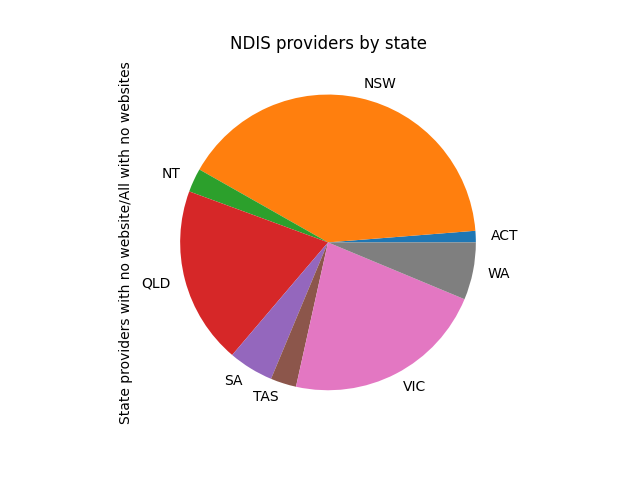 NDIS providers by state
NSW
NT
ACT
WA
QLD
SA
TAS
VIC
State providers with no website/All with no websites